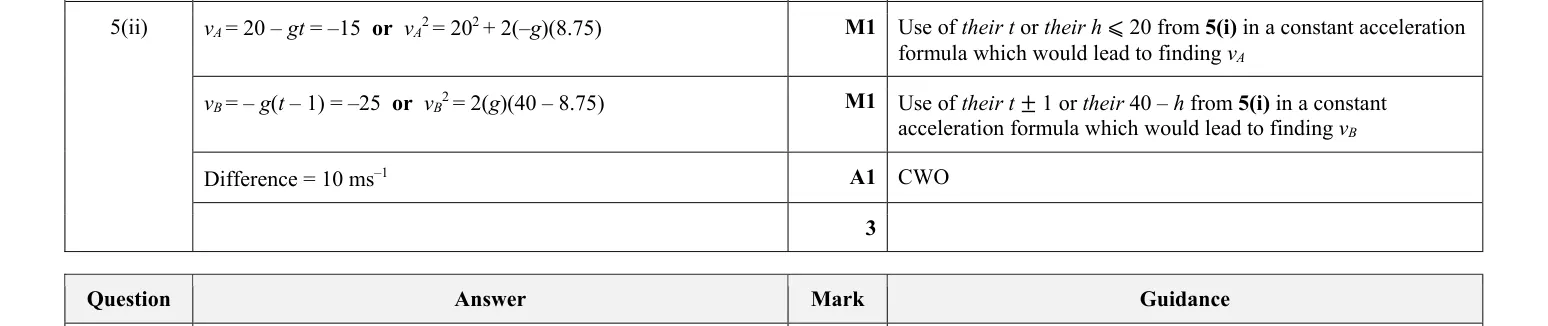 5(ii) vA = 20 – gt = –15 or vA² = 20² + 2(–g)(8.75) M1 Use of their t or their h ⩽ 20 from 5(i) in a constant acceleration
formula which would lead to finding vA
vB = – g(t – 1) = –25 or vB² = 2(g)(40 – 8.75) M1 Use of their t ± 1 or their 40 – h from 5(i) in a constant
acceleration formula which would lead to finding vB
Difference = 10 ms⁻¹ A1 CWO
3
Question Answer Mark Guidance